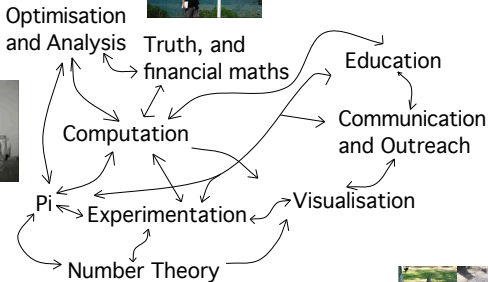 Optimisation
and Analysis
Truth, and
financial maths
Education
Computation
Communication
and Outreach
Pi
Experimentation
Visualisation
Number Theory